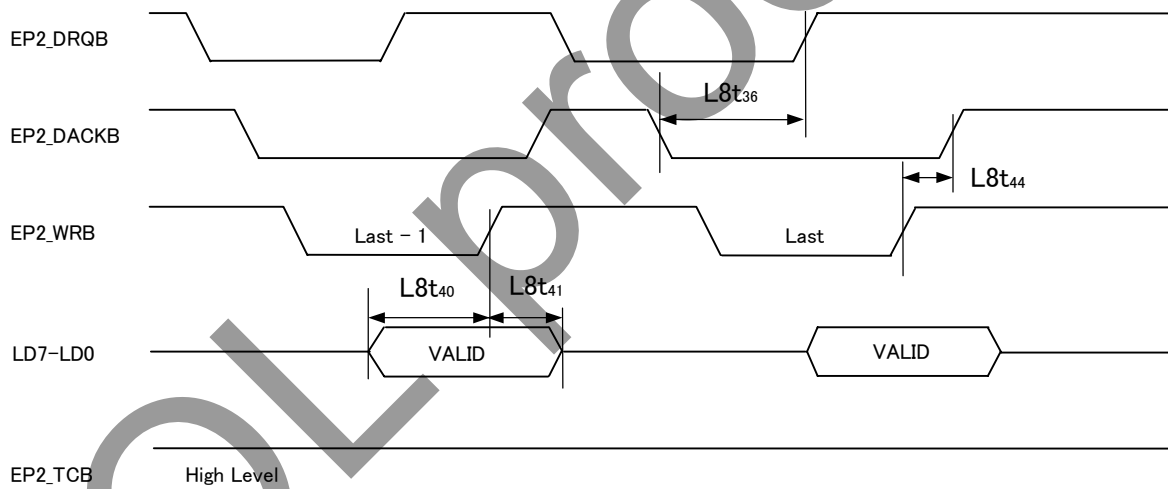 EP2_DRQB
L8t36
EP2_DACKB
L8t44
EP2_WRB
Last - 1
Last
L8t40
L8t41
LD7-LD0
VALID
VALID
EP2_TCB
High Level